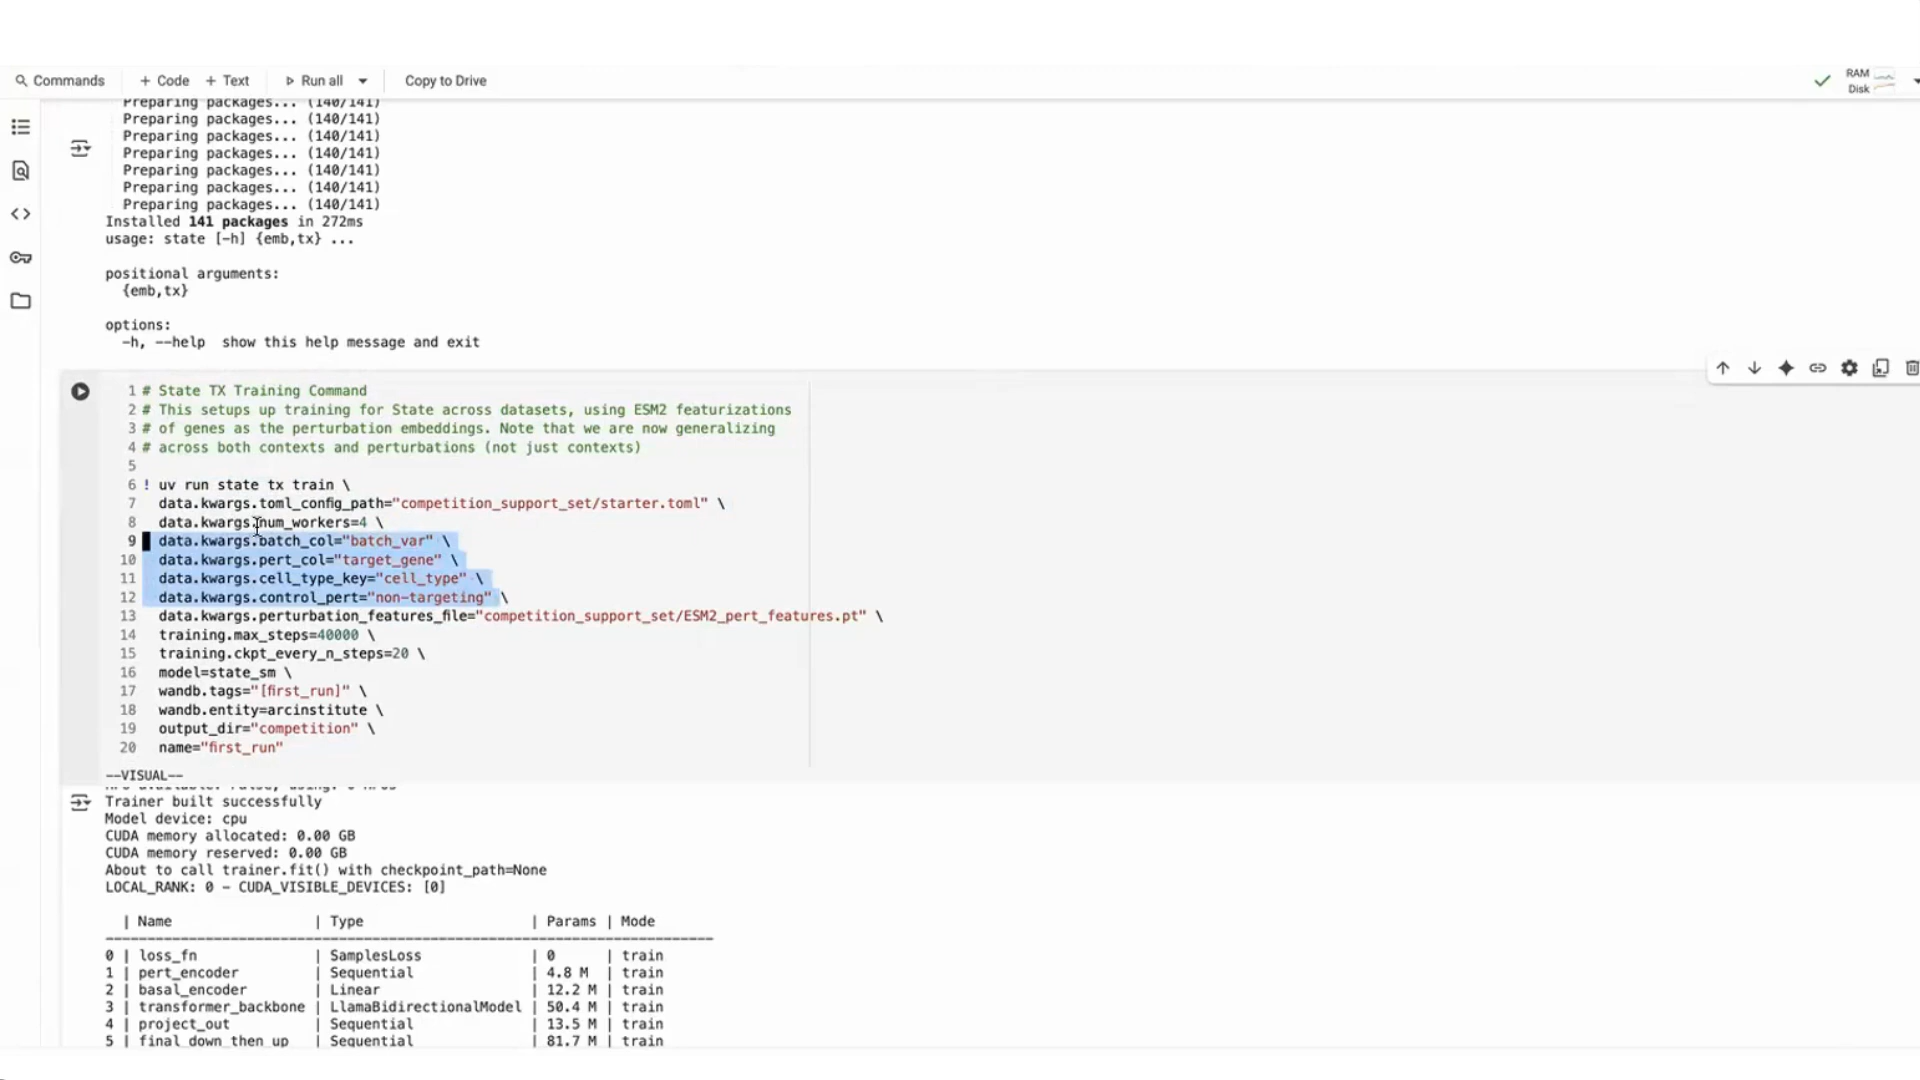 Commands
+ Code + Text
Run all
Copy to Drive
RAM
Disk
Preparing packages... (140/141)
Preparing packages... (140/141)
Preparing packages... (140/141)
Preparing packages... (140/141)
Preparing packages... (140/141)
Preparing packages... (140/141)
Preparing packages... (140/141)
Installed 141 packages in 272ms
usage: state [-h] {emb,tx} ...
positional arguments:
{emb,tx}
options:
-h, --help show this help message and exit
1 # State TX Training Command
2 # This setups up training for State across datasets, using ESM2 featurizations
3 # of genes as the perturbation embeddings. Note that we are now generalizing
4 # across both contexts and perturbations (not just contexts)
5
6 ! uv run state tx train \
7 data.kwargs.toml_config_path="competition_support_set/starter.toml" \
8 data.kwargs.num_workers=4 \
9 data.kwargs.batch_col="batch_var" \
10 data.kwargs.pert_col="target_gene" \
11 data.kwargs.cell_type_key="cell_type" \
12 data.kwargs.control_pert="non-targeting" \
13 data.kwargs.perturbation_features_file="competition_support_set/ESM2_pert_features.pt" \
14 training.max_steps=40000 \
15 training.ckpt_every_n_steps=20 \
16 model=state_sm \
17 wandb.tags="[first_run]" \
18 wandb.entity=arcinstitute \
19 output_dir="competition" \
20 name="first_run"
--VISUAL--
Trainer built successfully
Model device: cpu
CUDA memory allocated: 0.00 GB
CUDA memory reserved: 0.00 GB
About to call trainer.fit() with checkpoint_path=None
LOCAL_RANK: 0 - CUDA_VISIBLE_DEVICES: [0]
| Name | Type | Params | Mode
0 | loss_fn | SamplesLoss | 0 | train
1 | pert_encoder | Sequential | 4.8 M | train
2 | basal_encoder | Linear | 12.2 M | train
3 | transformer_backbone | LlamaBidirectionalModel | 50.4 M | train
4 | project_out | Sequential | 13.5 M | train
5 | final_down_then_up | Sequential | 81.7 M | train